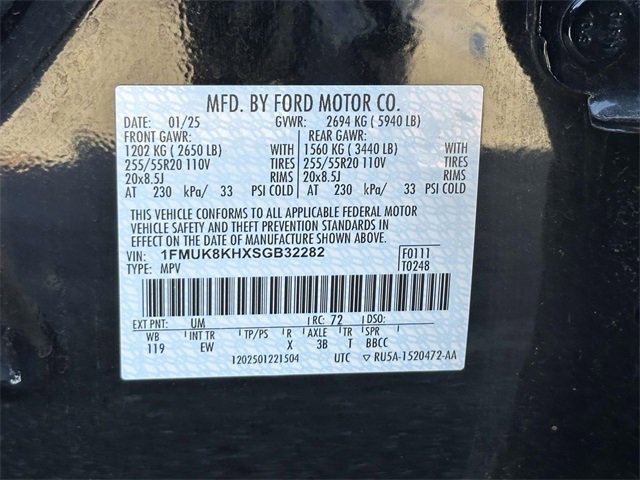 MFD. BY FORD MOTOR CO.
DATE: 01/25 GVWR: 2694 KG ( 5940 LB)
FRONT GAWR: REAR GAWR:
1202 KG ( 2650 LB) WITH 1560 KG ( 3440 LB) WITH
255/55R20 110V TIRES 255/55R20 110V TIRES
20x8.5J RIMS 20x8.5J RIMS
AT 230 kPa/ 33 PSI COLD AT 230 kPa/ 33 PSI COLD
THIS VEHICLE CONFORMS TO ALL APPLICABLE FEDERAL MOTOR
VEHICLE SAFETY AND THEFT PREVENTION STANDARDS IN
EFFECT ON THE DATE OF MANUFACTURE SHOWN ABOVE.
VIN: 1FMUK8KHXSGB32282 F0111
TYPE: MPV T0248
EXT PNT: UM RC: 72 DSO:
WB INT TR TP/PS R AXLE TR SPR
119 EW X 3B T BBCC
1202501221504 UTC ▽ RU5A-1520472-AA